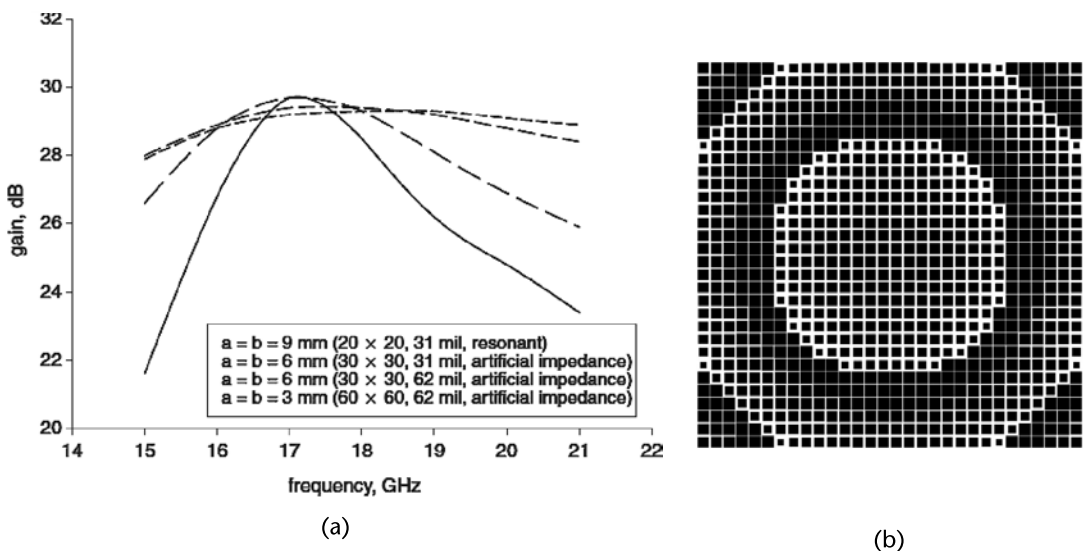 32
30
28
26
24
22
20
gain, dB
a = b = 9 mm (20 × 20, 31 mil, resonant)
a = b = 6 mm (30 × 30, 31 mil, artificial impedance)
a = b = 6 mm (30 × 30, 62 mil, artificial impedance)
a = b = 3 mm (60 × 60, 62 mil, artificial impedance)
14 15 16 17 18 19 20 21 22
frequency, GHz
(a)
(b)